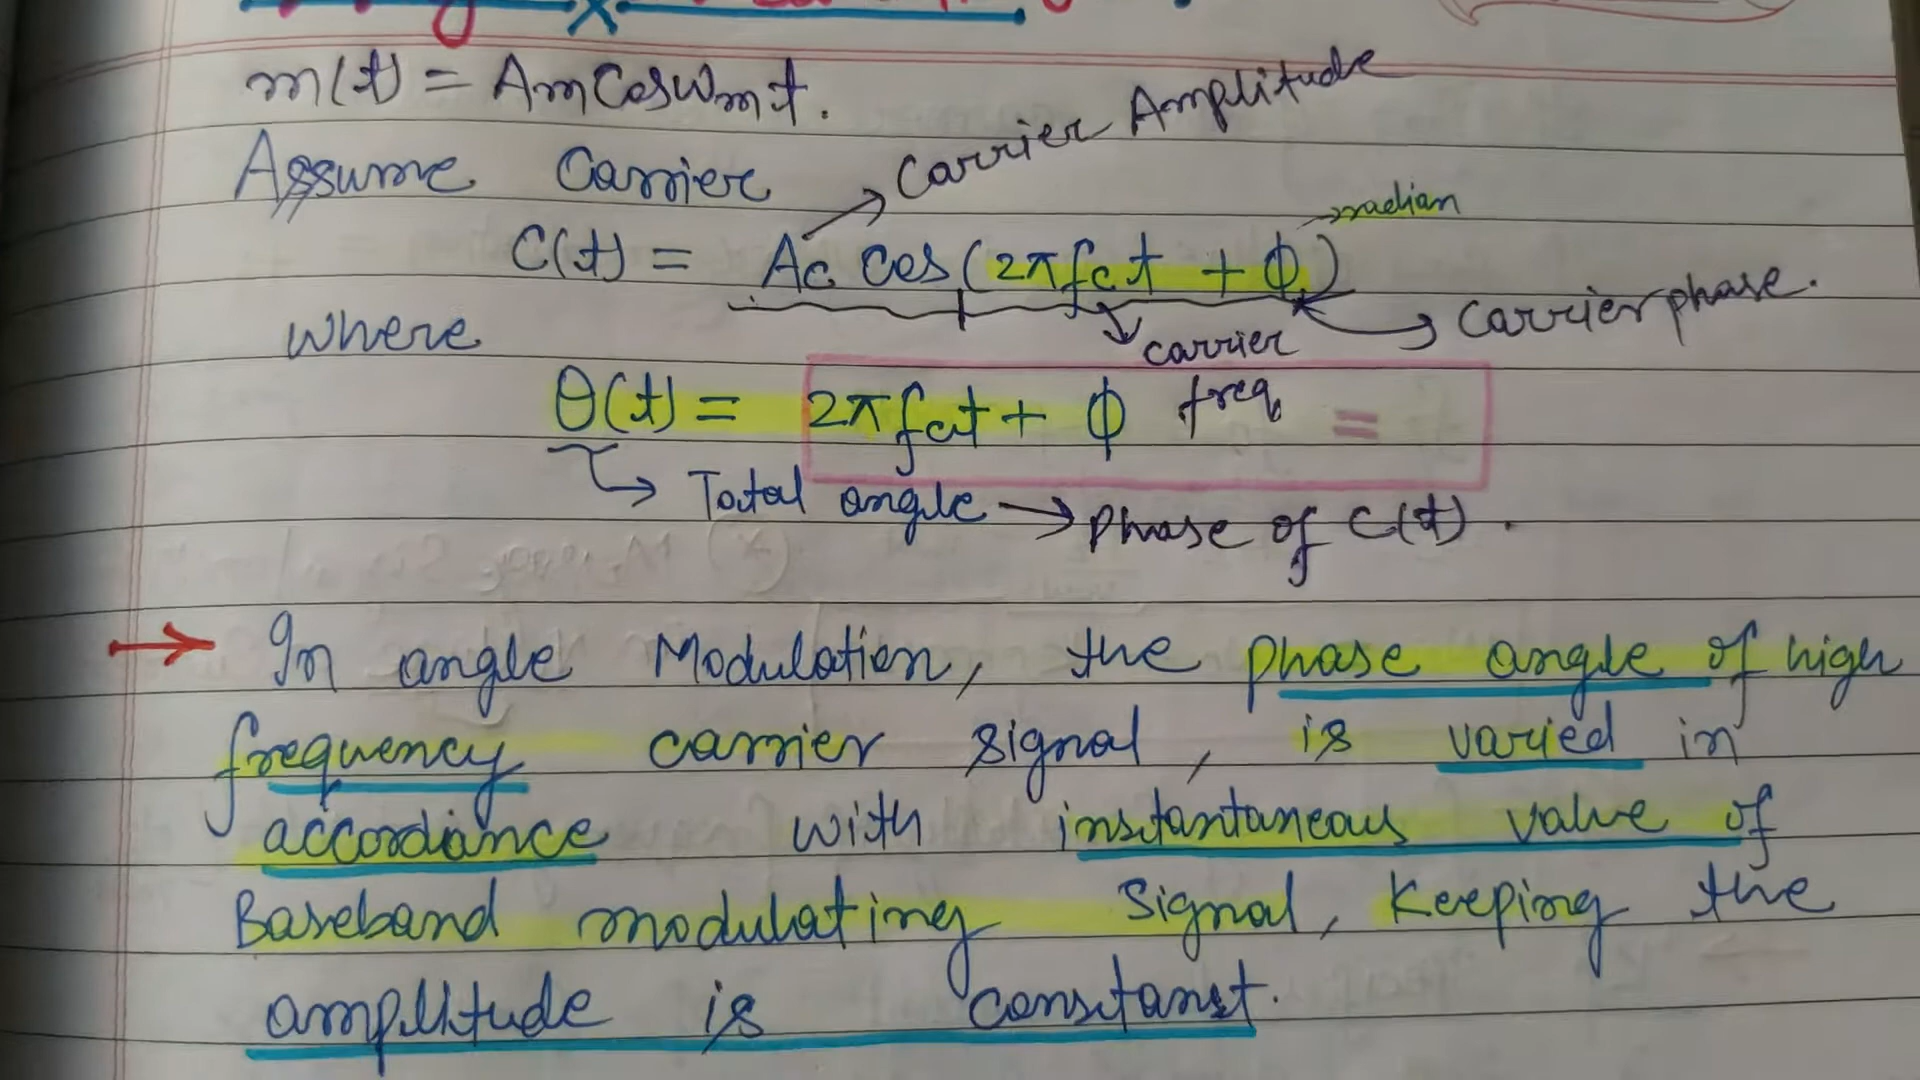 m(t) = Am Cos ωmt.
Assume Carrier
Carrier Amplitude
radian
C(t) = Ac Cos (2πfct + ϕ)
where
carrier freq
Carrier phase.
θ(t) = 2πfct + ϕ =
Total angle → phase of C(t).
→ In angle Modulation, the phase angle of high
frequency carrier signal, is varied in
accordance with instantaneous value of
Baseband modulating signal, keeping the
amplitude is constant.